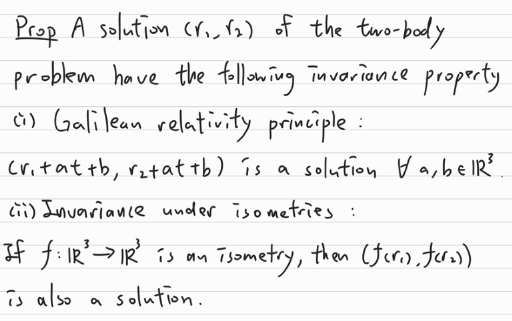 Prop A solution (r₁, r₂) of the two-body
problem have the following invariance property
(i) Galilean relativity principle :
(r₁+at+b, r₂+at+b) is a solution ∀ a, b ∈ ℝ³.
(ii) Invariance under isometries :
If f : ℝ³ → ℝ³ is an isometry, then (f(r₁), f(r₂))
is also a solution.